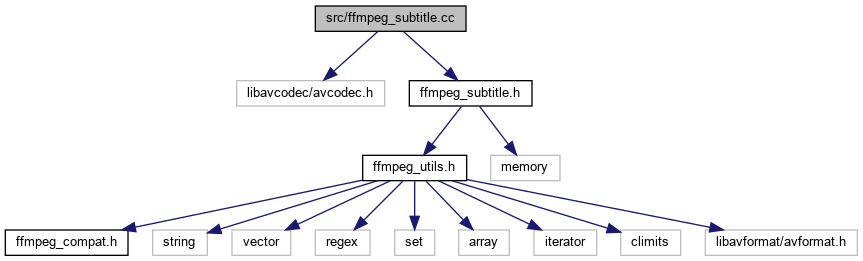 src/ffmpeg_subtitle.cc
libavcodec/avcodec.h
ffmpeg_subtitle.h
ffmpeg_utils.h
memory
ffmpeg_compat.h
string
vector
regex
set
array
iterator
climits
libavformat/avformat.h